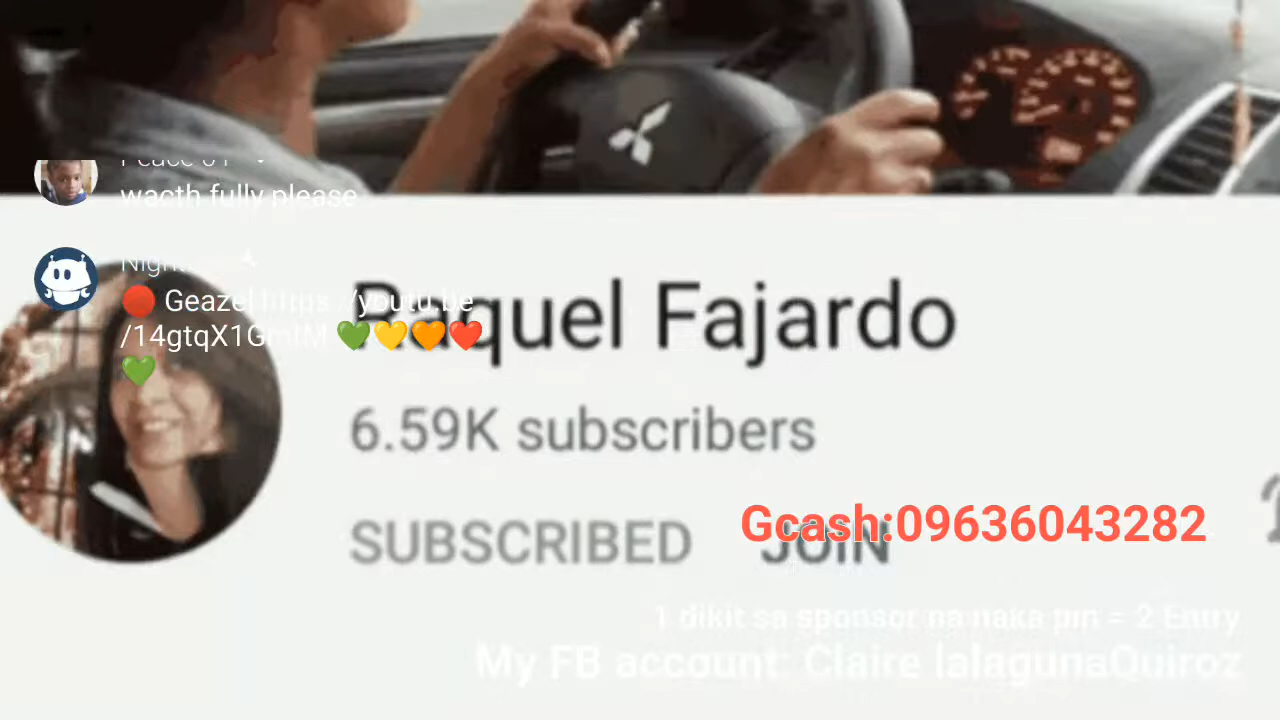 wacth fully please
🔴 Geazel https://youtu.be
/14gtqX1GmtM 💚💛🧡❤️
💚
Raquel Fajardo
6.59K subscribers
SUBSCRIBED
JOIN
Gcash:09636043282
1 dikit sa sponsor na naka pin = 2 Entry
My FB account: Claire lalagunaQuiroz